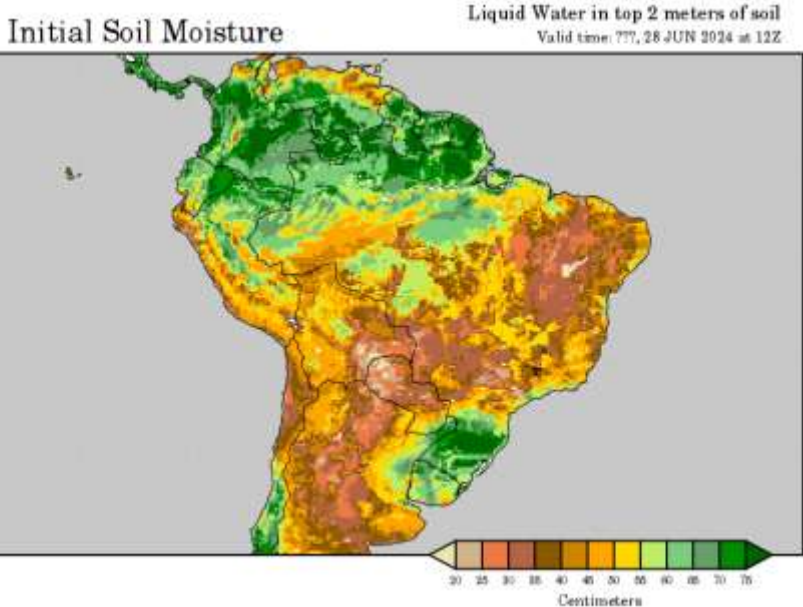 Initial Soil Moisture
Liquid Water in top 2 meters of soil
Valid time: ???, 28 JUN 2024 at 12Z
20 25 30 35 40 45 50 55 60 65 70 75
Centimeters